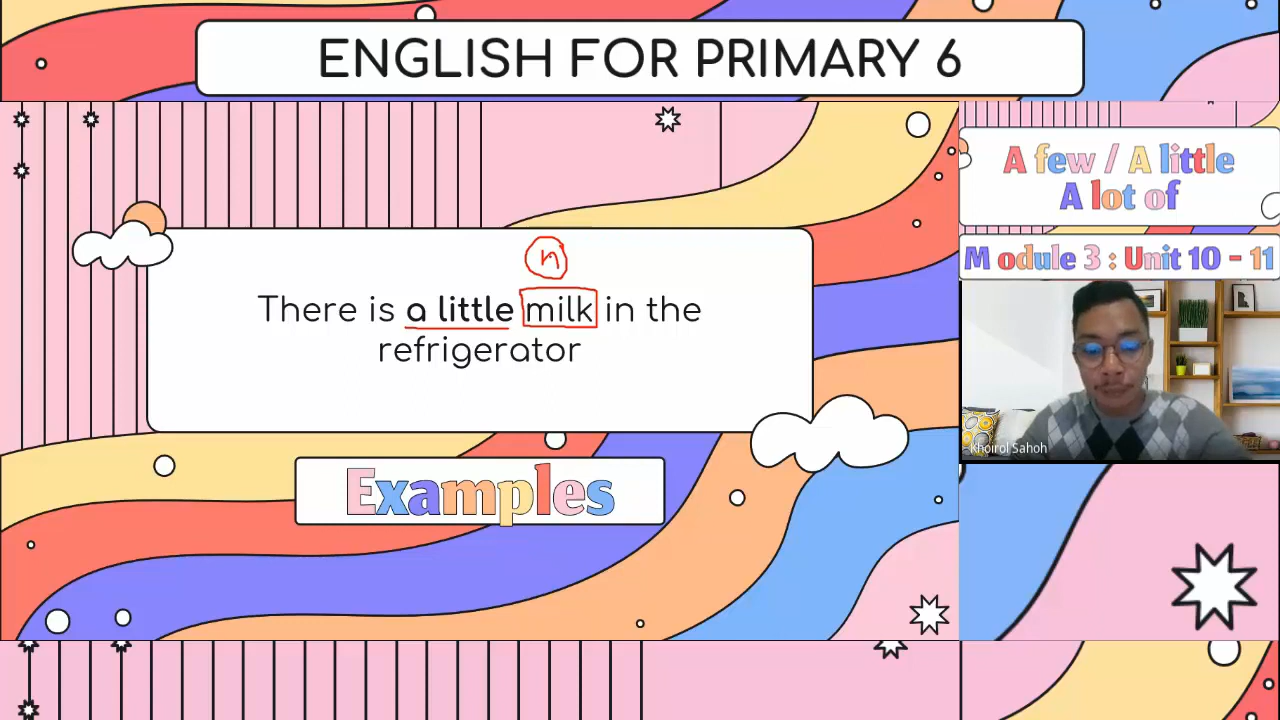 ENGLISH FOR PRIMARY 6
A few / A little
A lot of
Module 3 : Unit 10 - 11
n
There is a little milk in the
refrigerator
Khoirol Sahoh
Examples